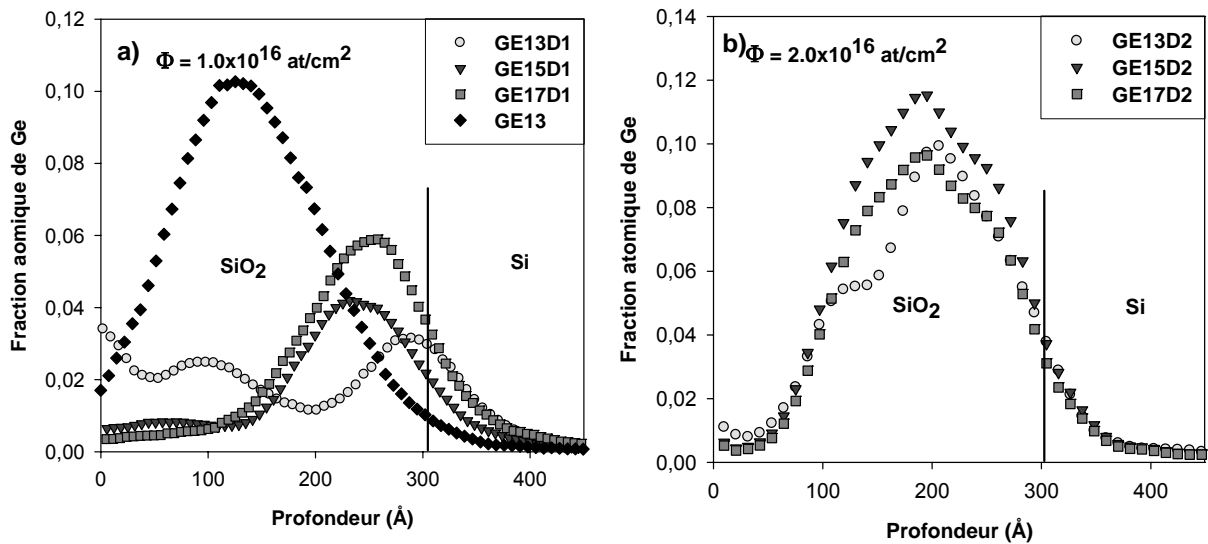 a)
Φ = 1.0x10^16 at/cm^2
GE13D1
GE15D1
GE17D1
GE13
SiO2
Si
Fraction aomique de Ge
0,12
0,10
0,08
0,06
0,04
0,02
0,00
0 100 200 300 400
Profondeur (Å)
b)
Φ = 2.0x10^16 at/cm^2
GE13D2
GE15D2
GE17D2
SiO2
Si
Fraction atomique de Ge
0,14
0,12
0,10
0,08
0,06
0,04
0,02
0,00
0 100 200 300 400
Profondeur (Å)